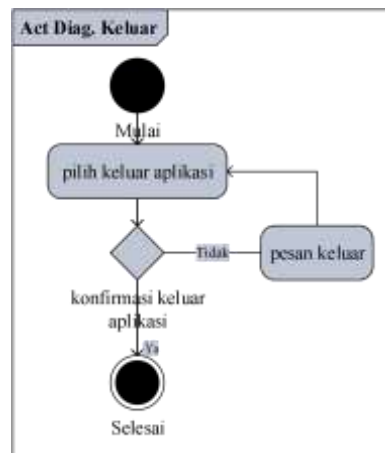 Act Diag. Keluar
Mulai
pilih keluar aplikasi
Tidak
pesan keluar
konfirmasi keluar
aplikasi
Ya
Selesai